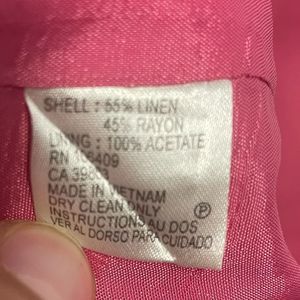 SHELL : 55% LINEN
45% RAYON
LINING : 100% ACETATE
RN
CA
MADE IN VIETNAM
DRY CLEAN ONLY
INSTRUCTIONS AU DOS
VER AL DORSO PARA CUIDADO
P